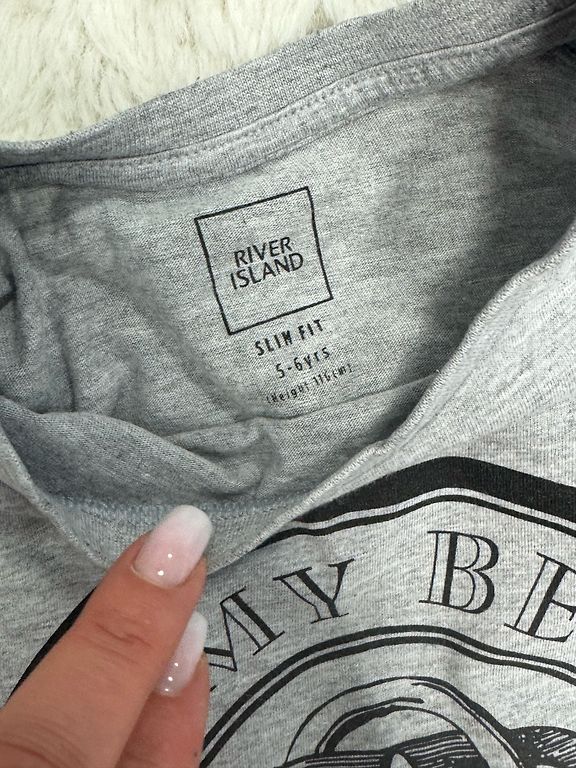 RIVER
ISLAND
SLIM FIT
5-6yrs
(Height 116cm)
MY BE